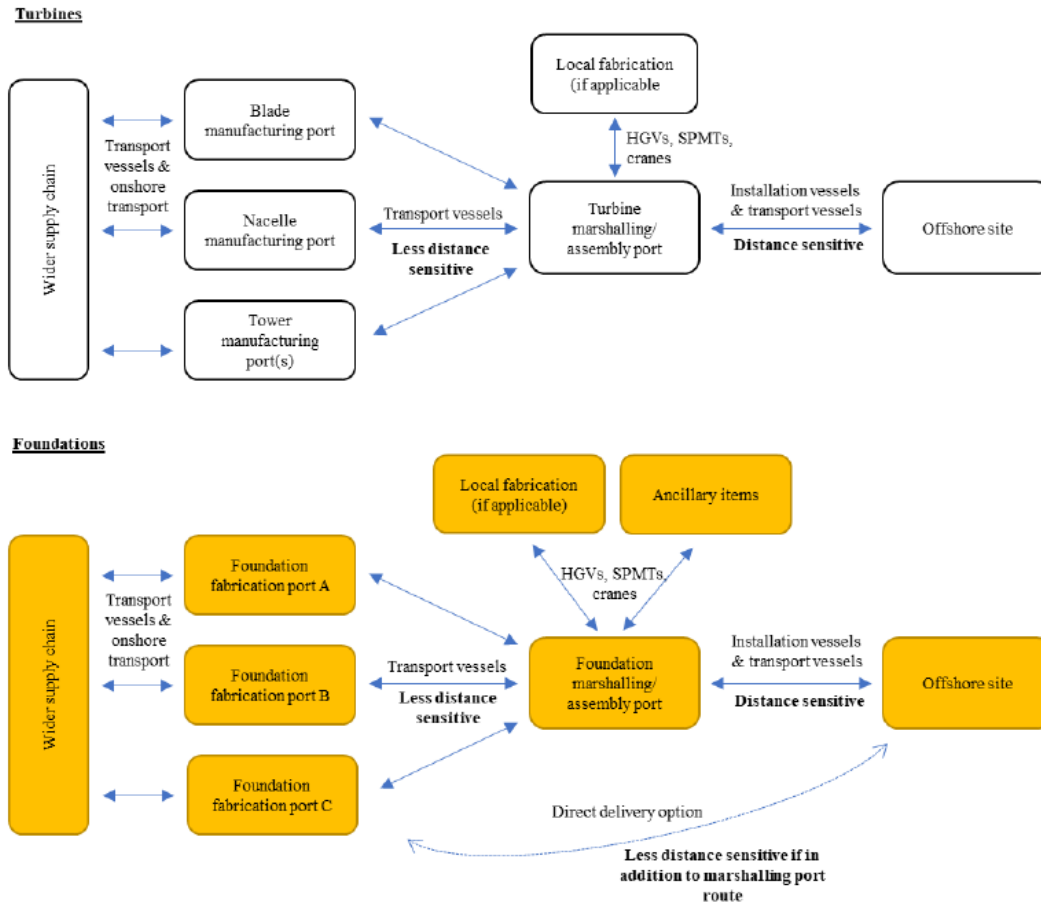 Turbines
Wider supply chain
Transport
vessels &
onshore
transport
Blade
manufacturing port
Nacelle
manufacturing port
Tower
manufacturing
port(s)
Transport vessels
Less distance
sensitive
Local fabrication
(if applicable
HGVs, SPMTs,
cranes
Turbine
marshalling/
assembly port
Installation vessels
& transport vessels
Distance sensitive
Offshore site
Foundations
Wider supply chain
Transport
vessels &
onshore
transport
Foundation
fabrication port A
Foundation
fabrication port B
Foundation
fabrication port C
Transport vessels
Less distance
sensitive
Local fabrication
(if applicable)
Ancillary items
HGVs, SPMTs,
cranes
Foundation
marshalling/
assembly port
Installation vessels
& transport vessels
Distance sensitive
Offshore site
Direct delivery option
Less distance sensitive if in
addition to marshalling port
route